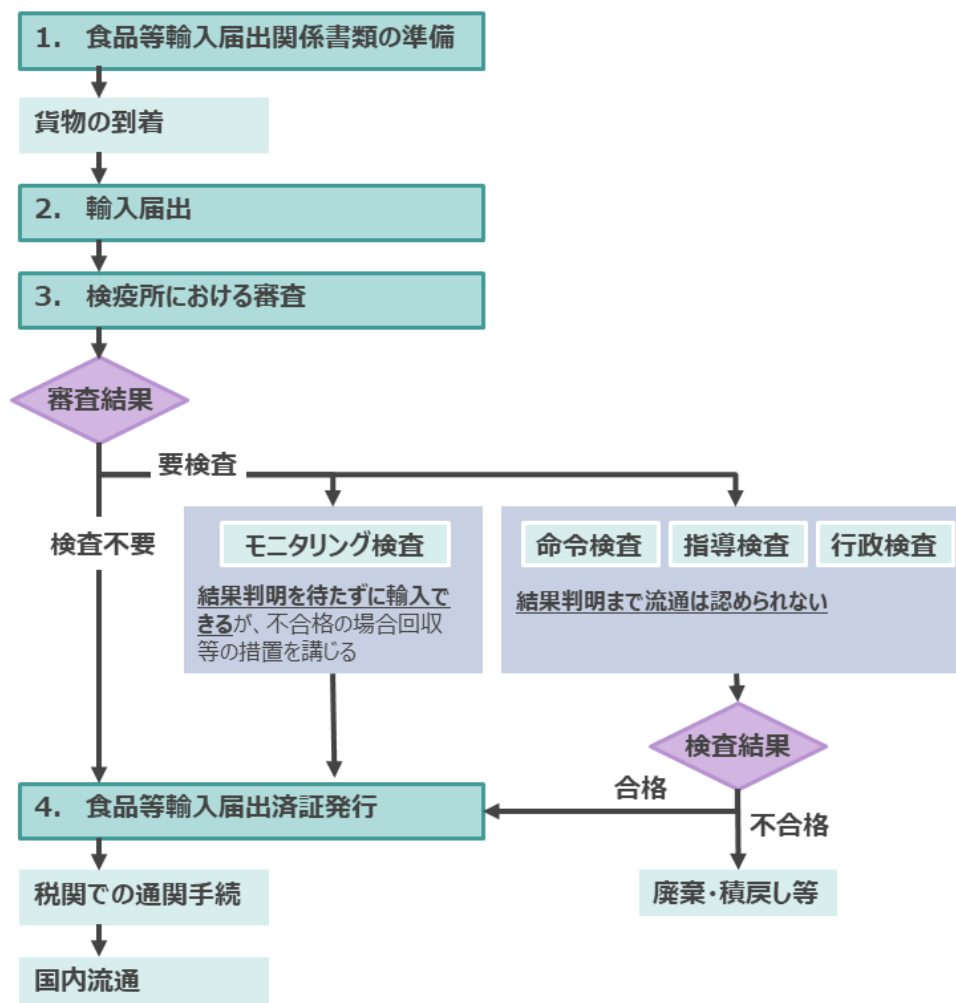 1. 食品等輸入届出関係書類の準備
貨物の到着
2. 輸入届出
3. 検疫所における審査
審査結果
要検査
検査不要
モニタリング検査
結果判明を待たずに輸入で
きるが、不合格の場合回収
等の措置を講じる
命令検査 指導検査 行政検査
結果判明まで流通は認められない
検査結果
合格
不合格
4. 食品等輸入届出済証発行
税関での通関手続
廃棄・積戻し等
国内流通